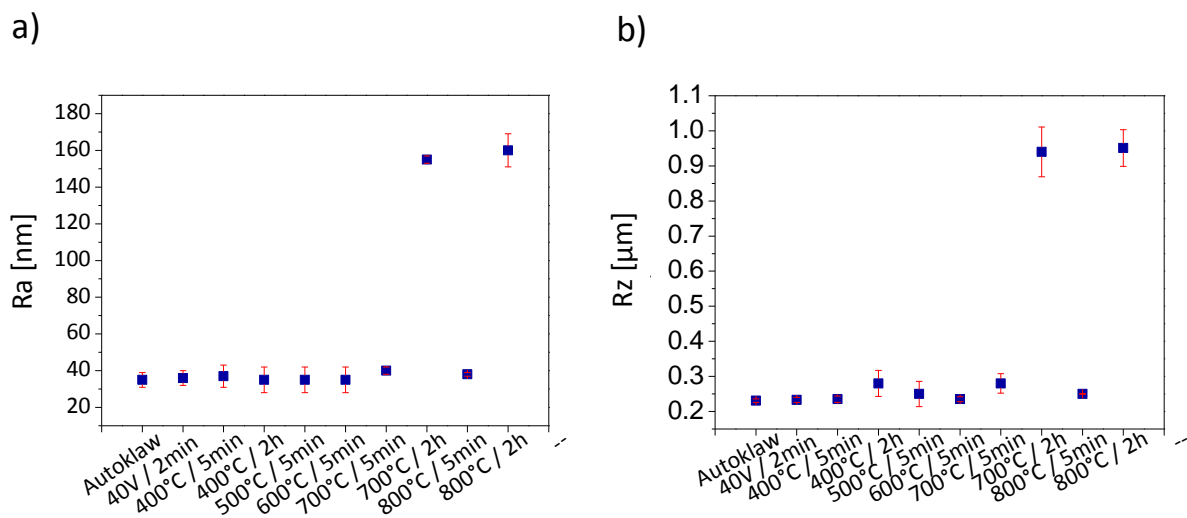 a)
Ra [nm]
180
160
140
120
100
80
60
40
20
Autoklaw
40V / 2min
400°C / 5min
400°C / 2h
500°C / 5min
600°C / 5min
700°C / 5min
700°C / 2h
800°C / 5min
800°C / 2h
--
b)
Rz [µm]
1.1
1.0
0.9
0.8
0.7
0.6
0.5
0.4
0.3
0.2
Autoklaw
40V / 2min
400°C / 5min
400°C / 2h
500°C / 5min
600°C / 5min
700°C / 5min
700°C / 2h
800°C / 5min
800°C / 2h
--